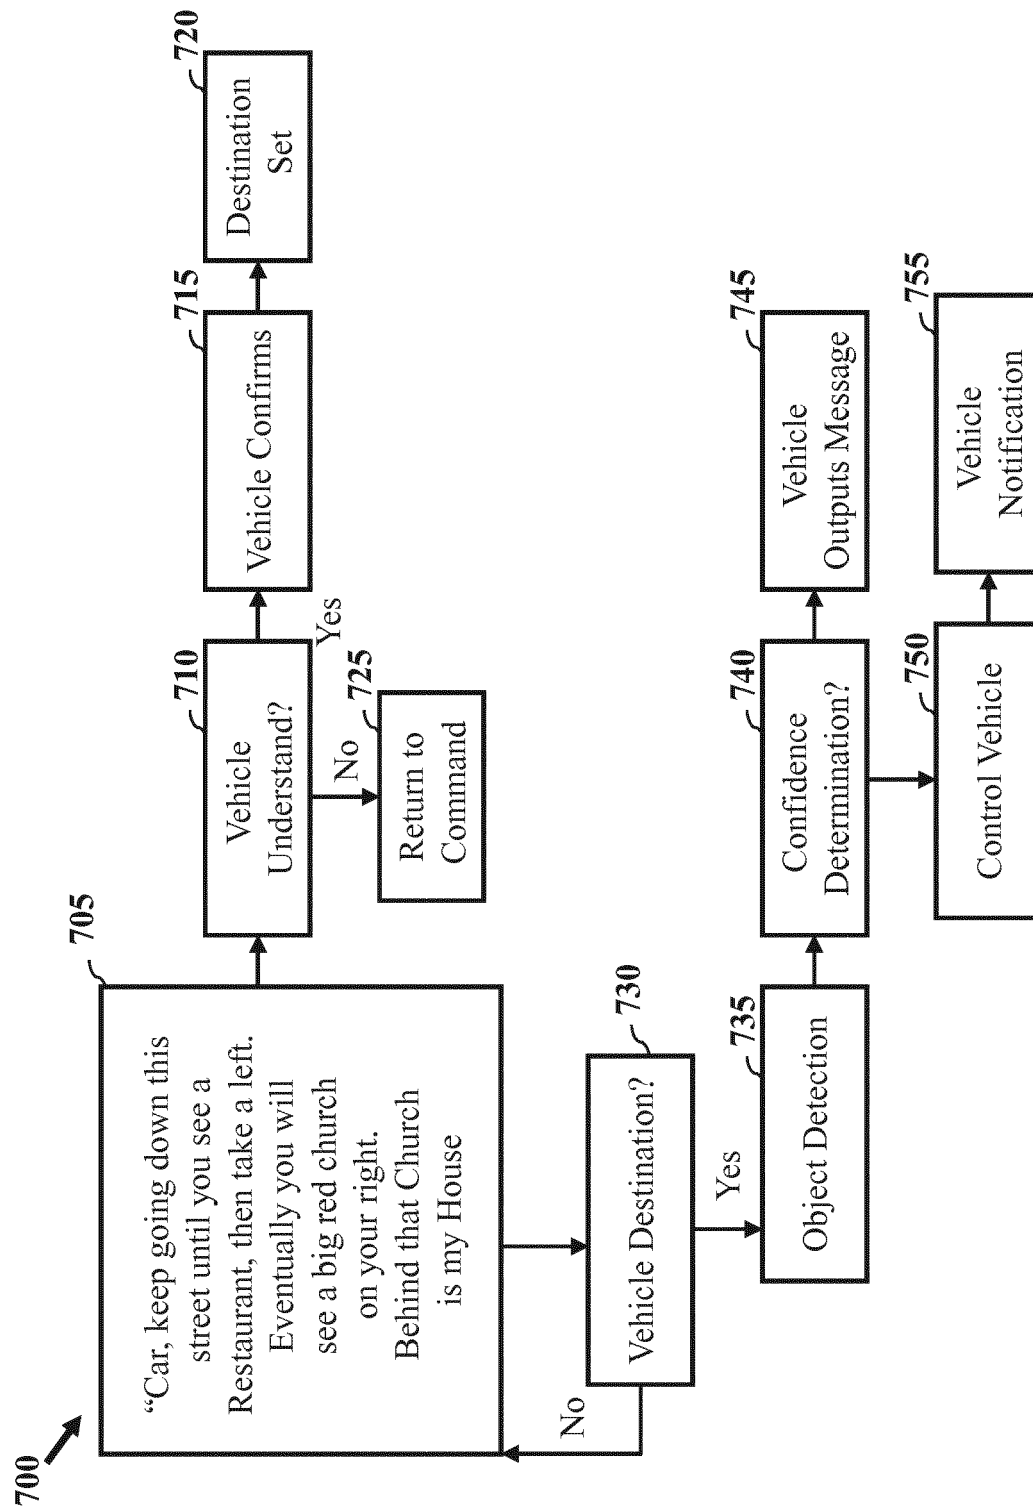 700
705
“Car, keep going down this
street until you see a
Restaurant, then take a left.
Eventually you will
see a big red church
on your right.
Behind that Church
is my House
710
Vehicle
Understand?
Yes
715
Vehicle Confirms
720
Destination
Set
No
725
Return to
Command
730
Vehicle Destination?
No
Yes
735
Object Detection
740
Confidence
Determination?
745
Vehicle
Outputs Message
750
Control Vehicle
755
Vehicle
Notification